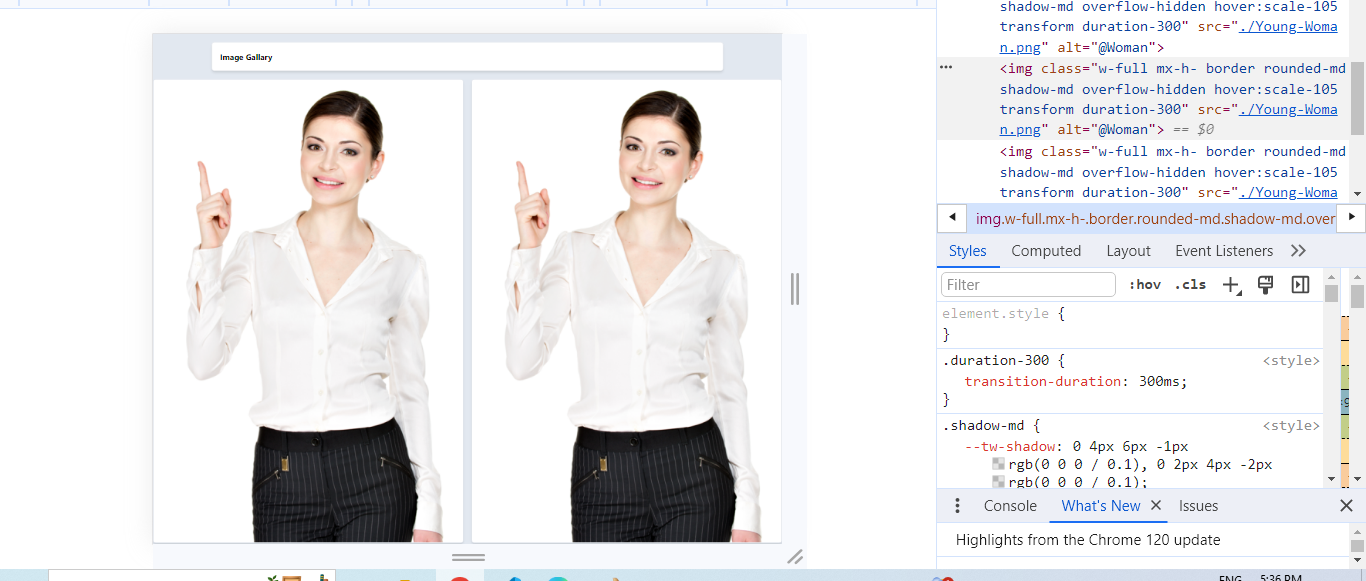 Image Gallary
shadow-md overflow-hidden hover:scale-105
transform duration-300" src="./Young-Woma
n.png" alt="@Woman">
<img class="w-full mx-h- border rounded-md
shadow-md overflow-hidden hover:scale-105
transform duration-300" src="./Young-Woma
n.png" alt="@Woman"> == $0
<img class="w-full mx-h- border rounded-md
shadow-md overflow-hidden hover:scale-105
transform duration-300" src="./Young-Woma
img.w-full.mx-h-.border.rounded-md.shadow-md.over
Styles Computed Layout Event Listeners
Filter :hov .cls
element.style {
}
.duration-300 { <style>
transition-duration: 300ms;
}
.shadow-md { <style>
--tw-shadow: 0 4px 6px -1px
rgb(0 0 0 / 0.1), 0 2px 4px -2px
rgb(0 0 0 / 0.1);
Console What's New Issues
Highlights from the Chrome 120 update
ENG 5:36 PM